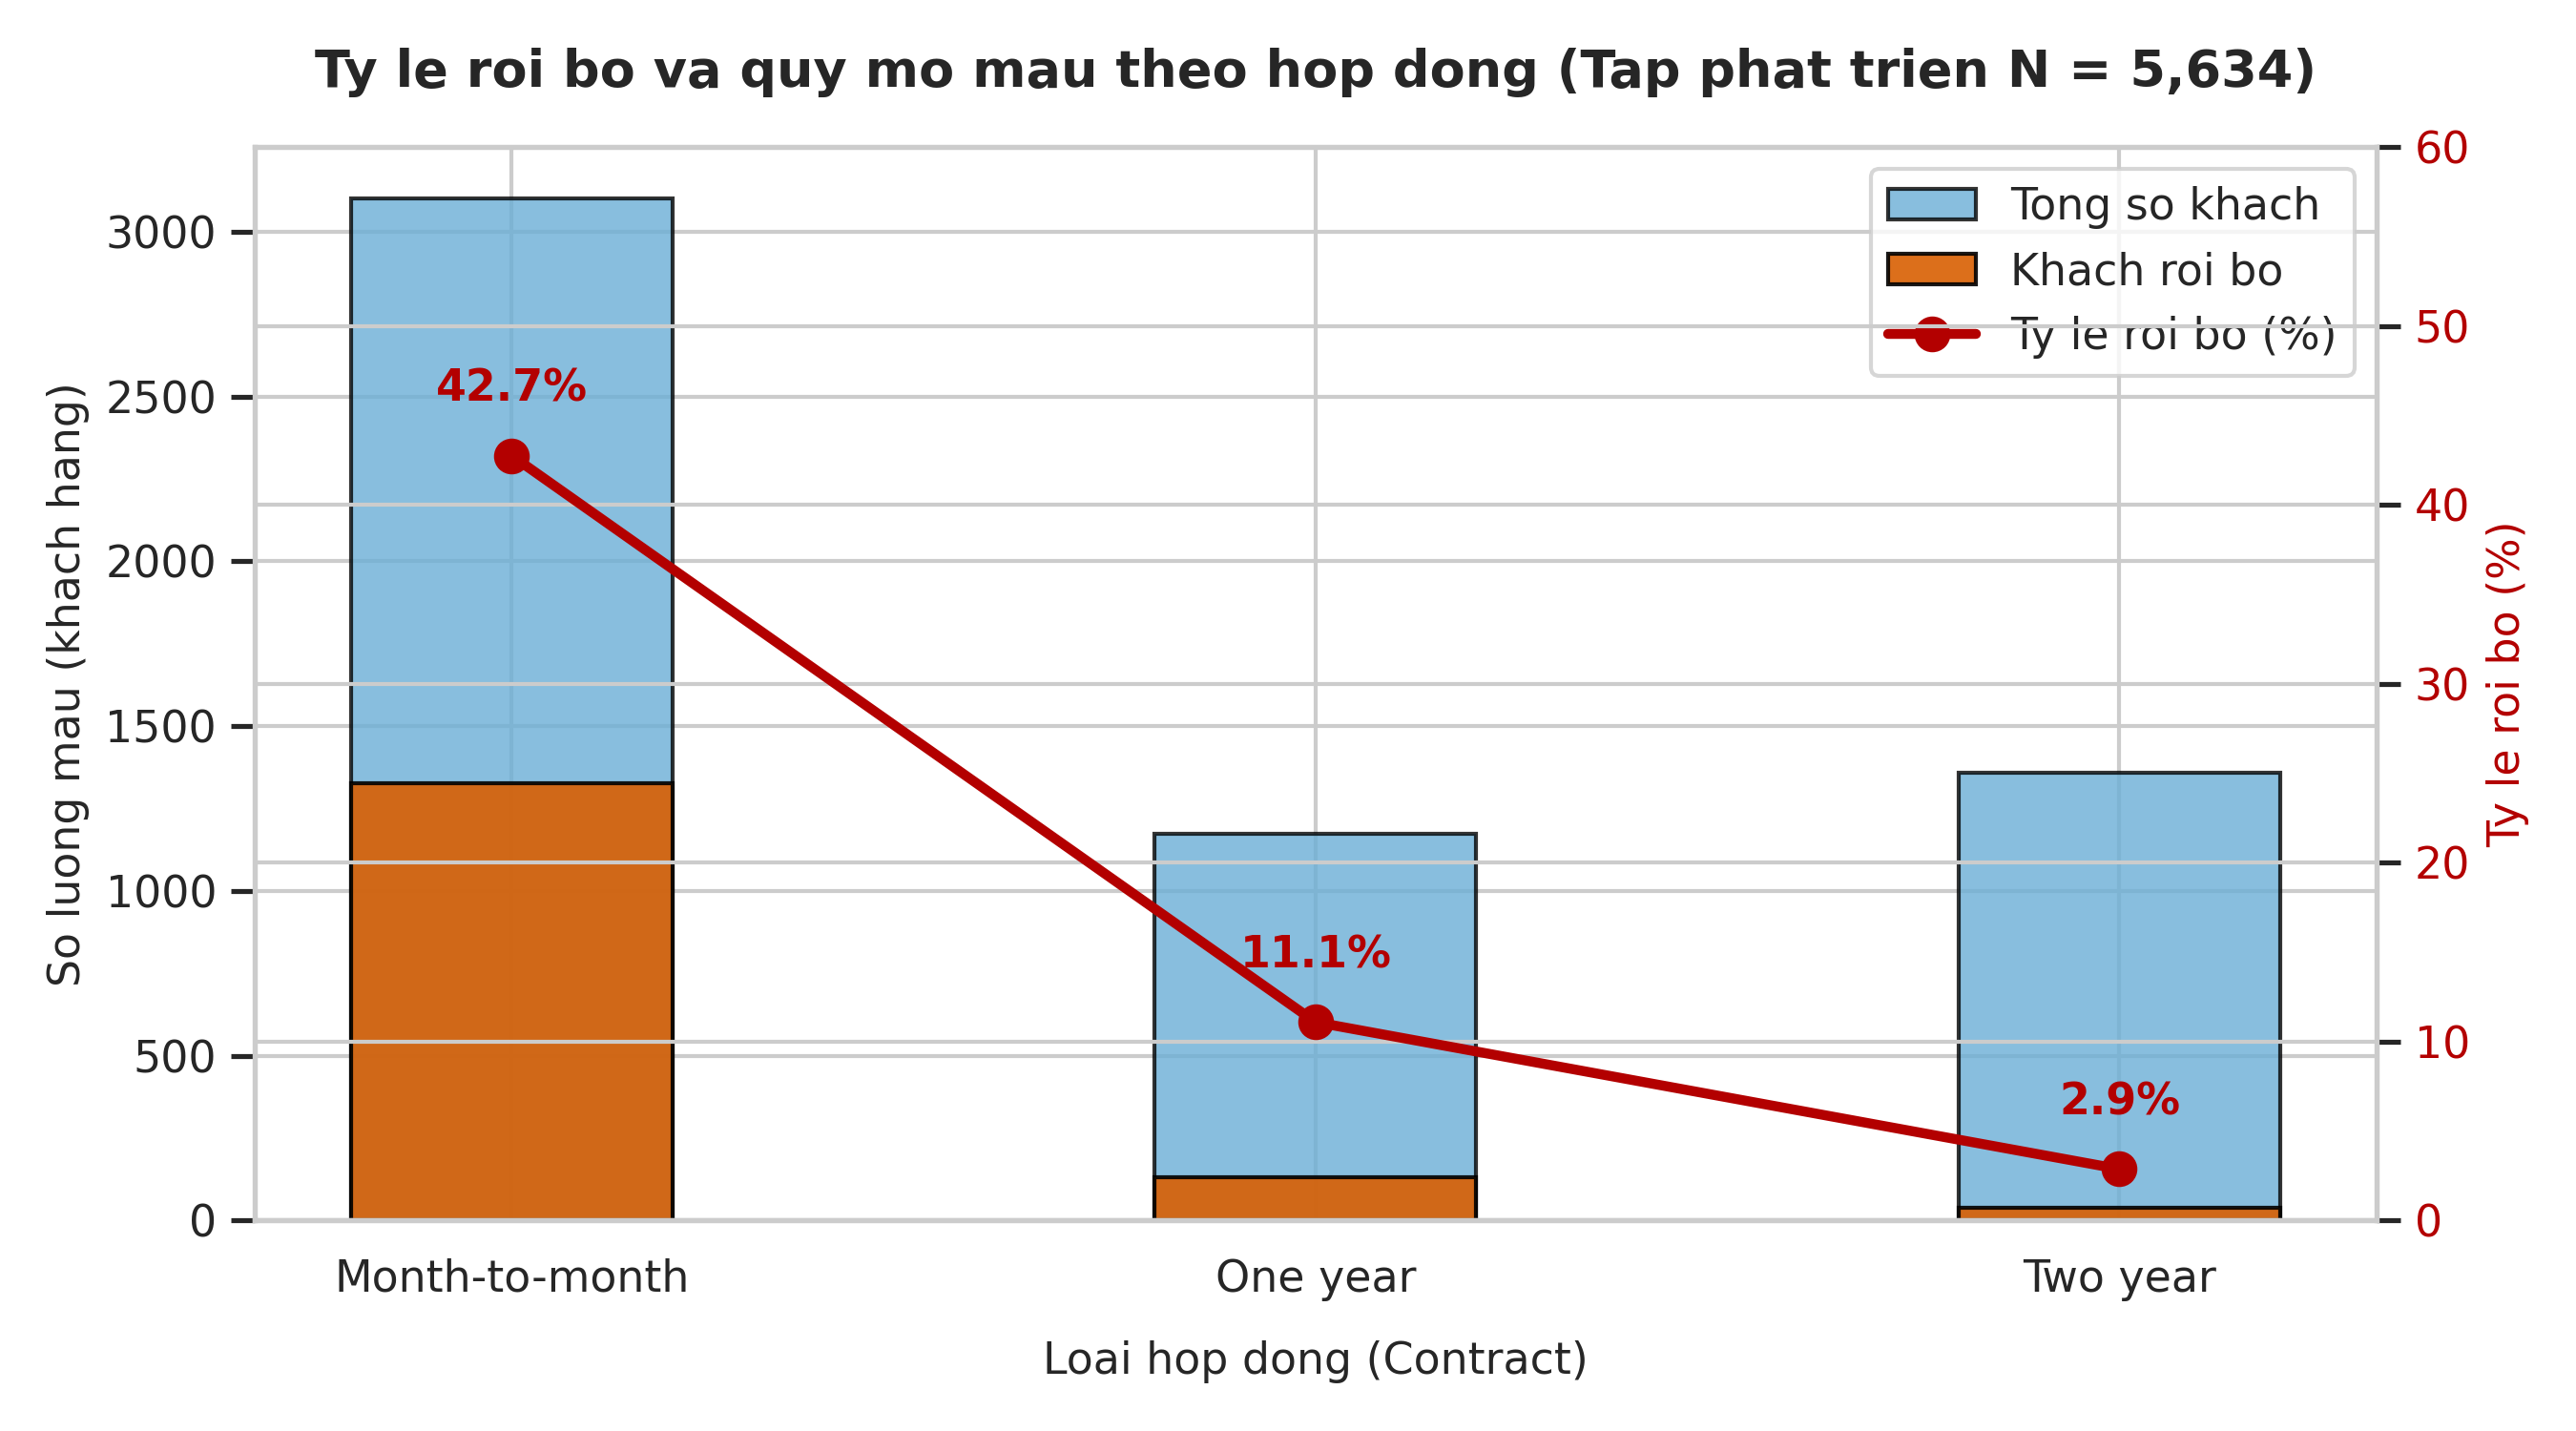 Ty le roi bo va quy mo mau theo hop dong (Tap phat trien N = 5,634)
Tong so khach
Khach roi bo
Ty le roi bo (%)
So luong mau (khach hang)
3000
2500
2000
1500
1000
500
0
42.7%
11.1%
2.9%
60
50
40
30
20
10
0
Ty le roi bo (%)
Month-to-month
One year
Two year
Loai hop dong (Contract)